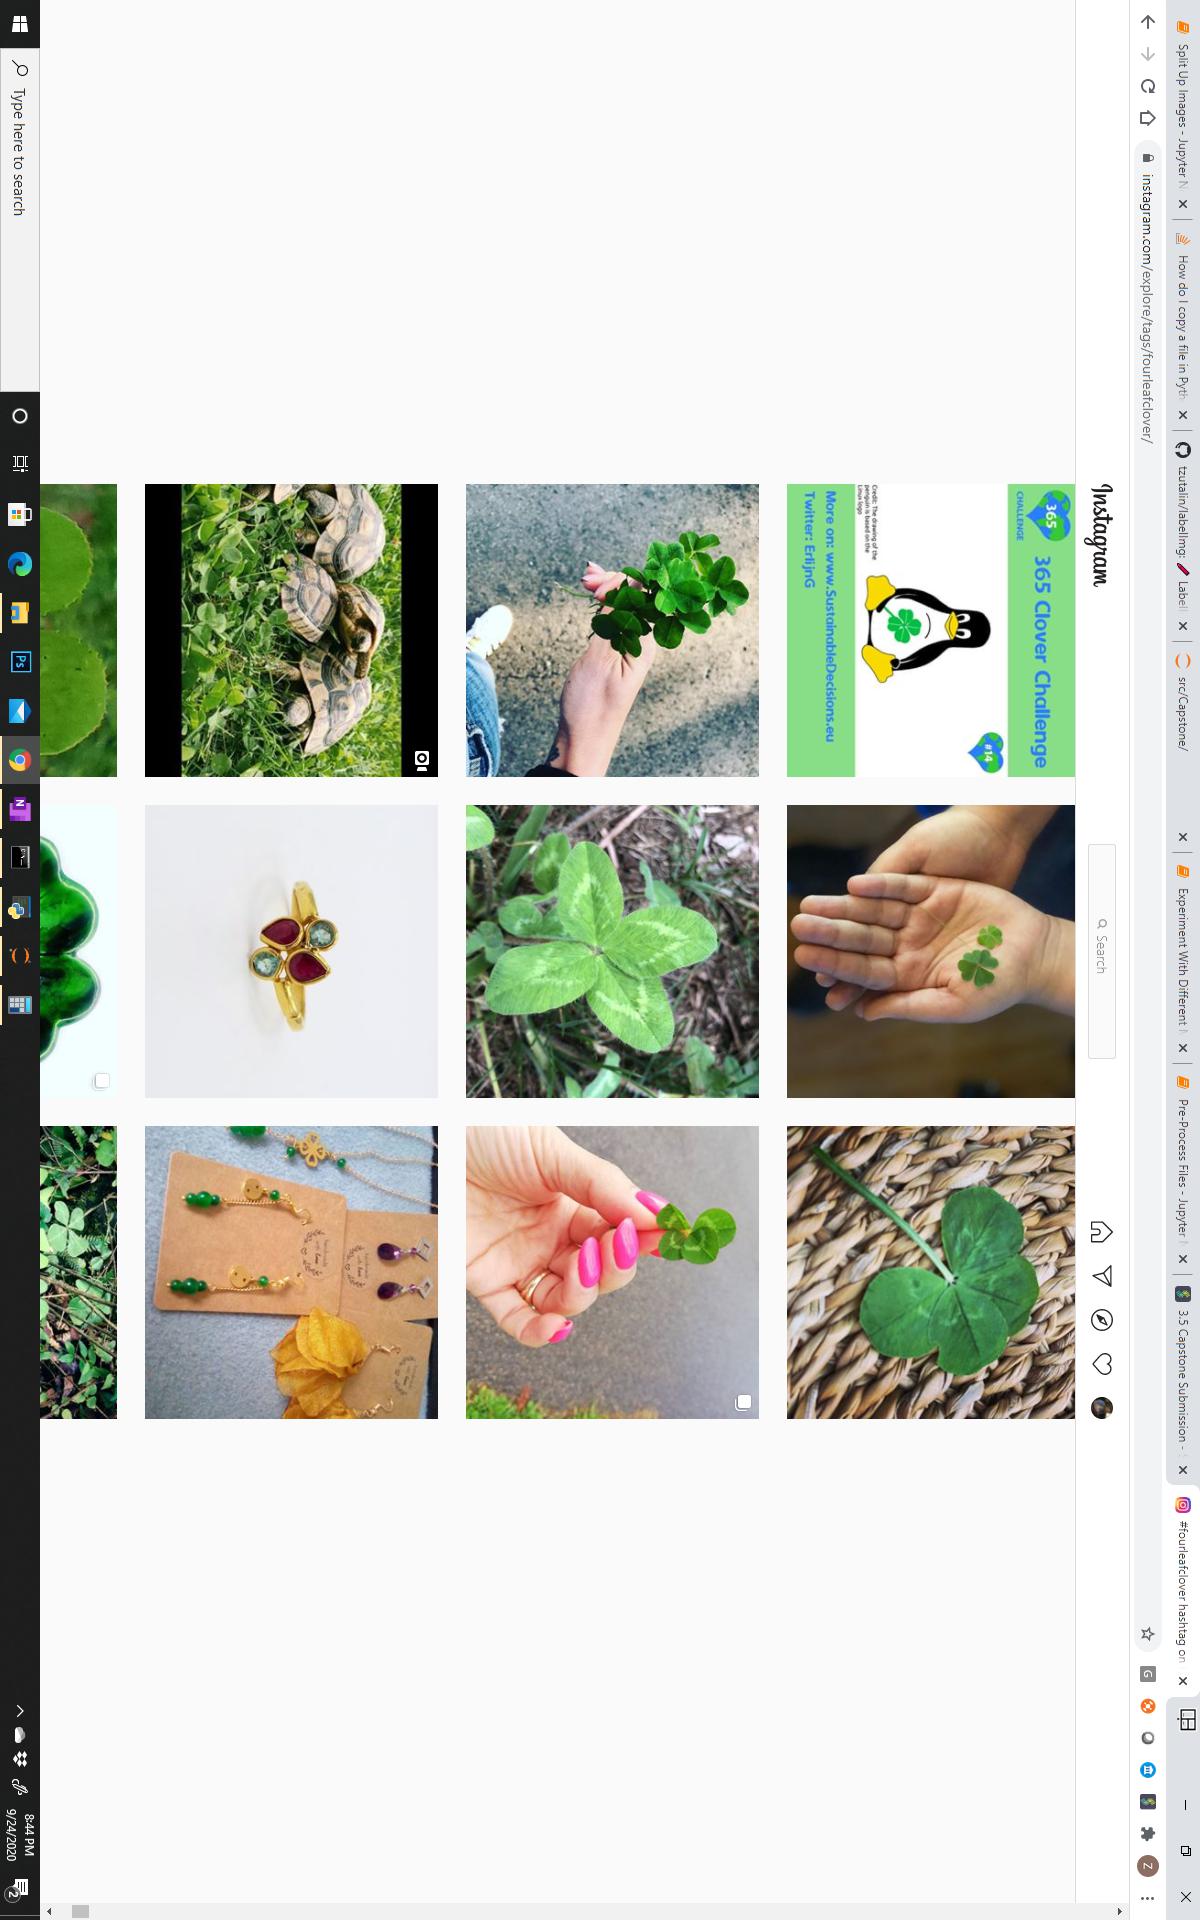 Split Up Images - Jupyter N
How do I copy a file in Pyth
tzutalin/labelImg: Label
src/Capstone/
Experiment With Different
Pre-Process Files - Jupyter
3.5 Capstone Submission -
#fourleafclover hashtag on
instagram.com/explore/tags/fourleafclover/
G
Z
Instagram
Search
365
CHALLENGE
365 Clover Challenge
#14
Credit: The drawing of the
penguin is based on the
Linux logo
More on: www.SustainableDecisions.eu
Twitter: ErlijnG
Type here to search
Ps
N
8:44 PM
9/24/2020
2